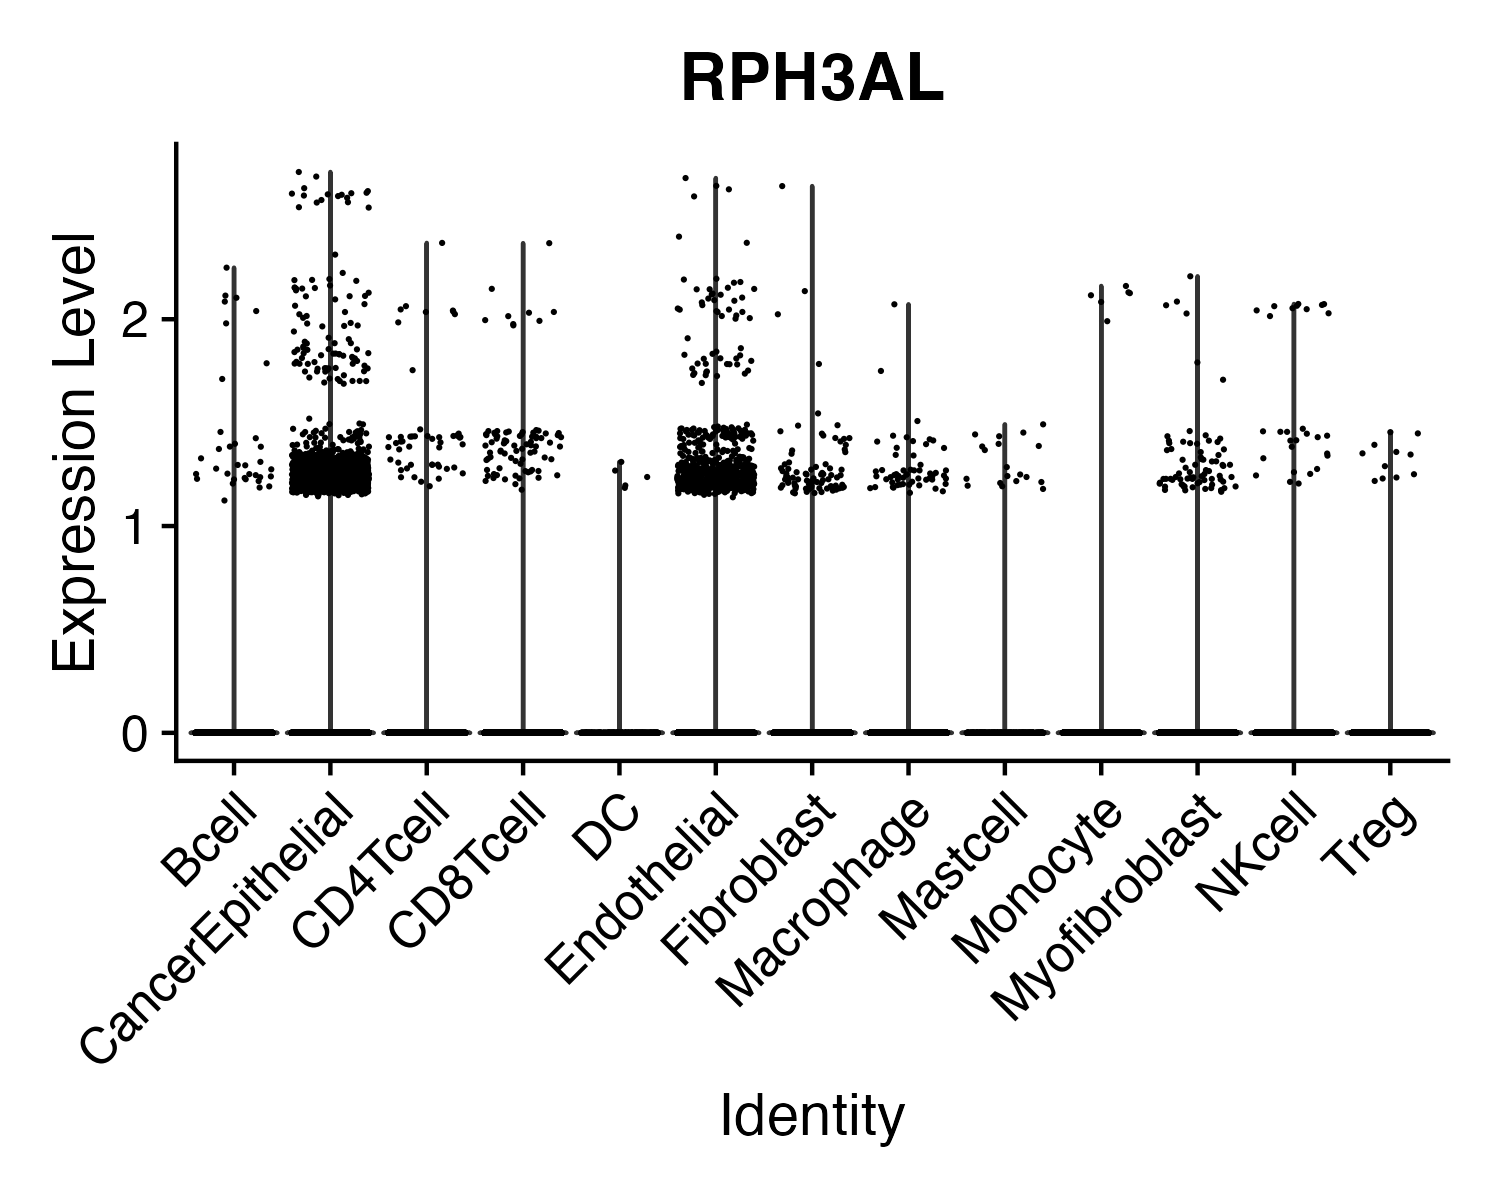 RPH3AL
Expression Level
2
1
0
Bcell
CancerEpithelial
CD4Tcell
CD8Tcell
DC
Endothelial
Fibroblast
Macrophage
Mastcell
Monocyte
Myofibroblast
NKcell
Treg
Identity